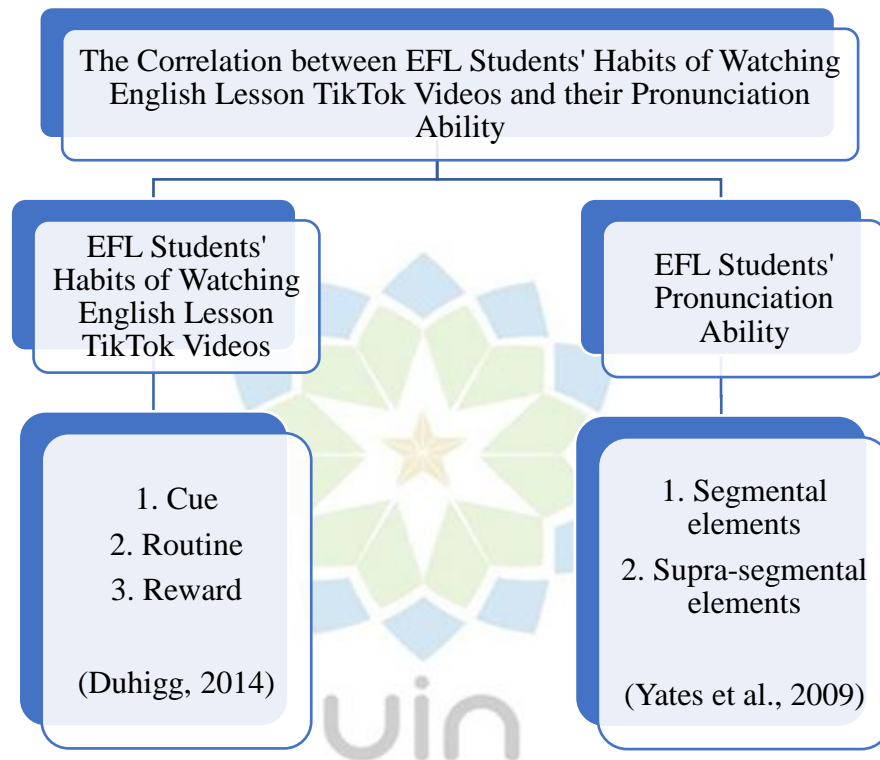 The Correlation between EFL Students' Habits of Watching
English Lesson TikTok Videos and their Pronunciation
Ability
EFL Students'
Habits of Watching
English Lesson
TikTok Videos
EFL Students'
Pronunciation
Ability
1. Cue
2. Routine
3. Reward
(Duhigg, 2014)
1. Segmental
elements
2. Supra-segmental
elements
(Yates et al., 2009)
uin